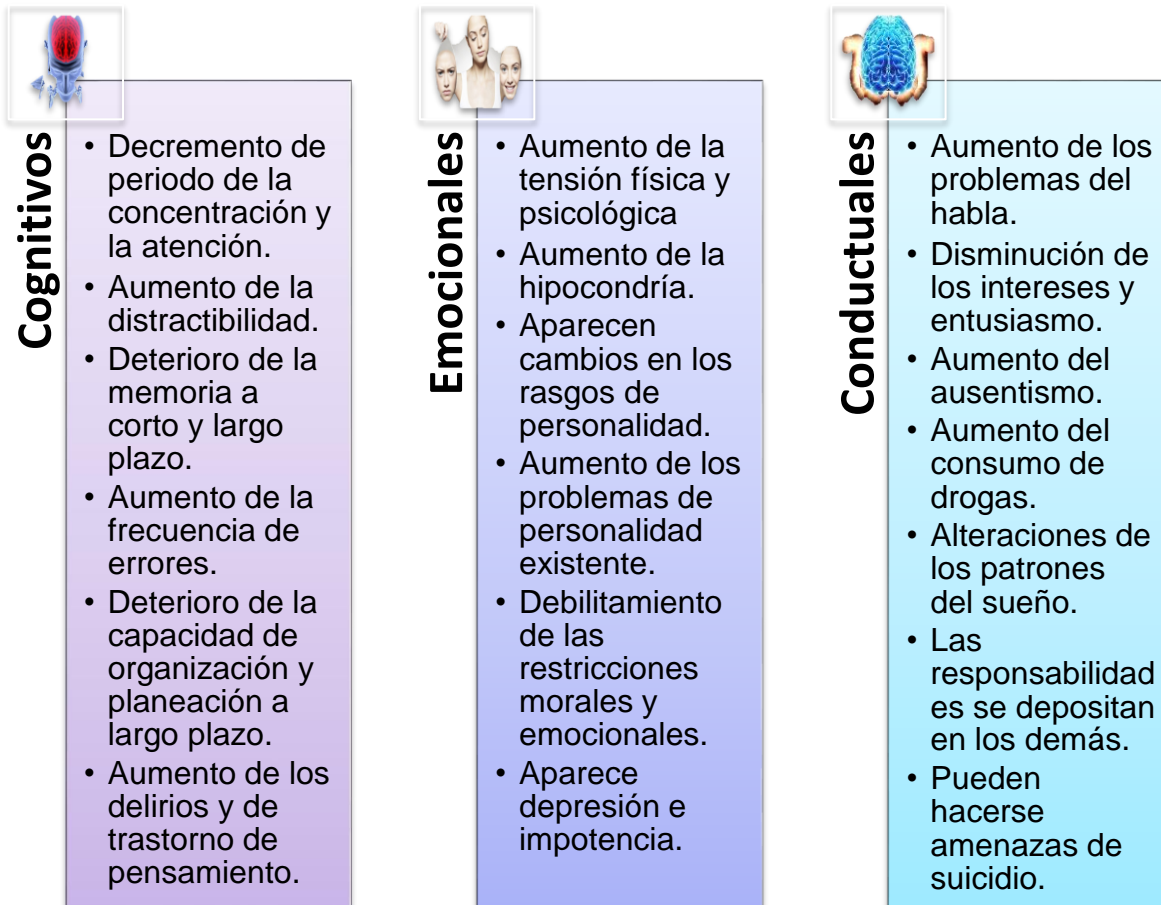 Cognitivos
• Decremento de
periodo de la
concentración y
la atención.
• Aumento de la
distractibilidad.
• Deterioro de la
memoria a
corto y largo
plazo.
• Aumento de la
frecuencia de
errores.
• Deterioro de la
capacidad de
organización y
planeación a
largo plazo.
• Aumento de los
delirios y de
trastorno de
pensamiento.
Emocionales
• Aumento de la
tensión física y
psicológica
• Aumento de la
hipocondría.
• Aparecen
cambios en los
rasgos de
personalidad.
• Aumento de los
problemas de
personalidad
existente.
• Debilitamiento
de las
restricciones
morales y
emocionales.
• Aparece
depresión e
impotencia.
Conductuales
• Aumento de los
problemas del
habla.
• Disminución de
los intereses y
entusiasmo.
• Aumento del
ausentismo.
• Aumento del
consumo de
drogas.
• Alteraciones de
los patrones
del sueño.
• Las
responsabilidad
es se depositan
en los demás.
• Pueden
hacerse
amenazas de
suicidio.